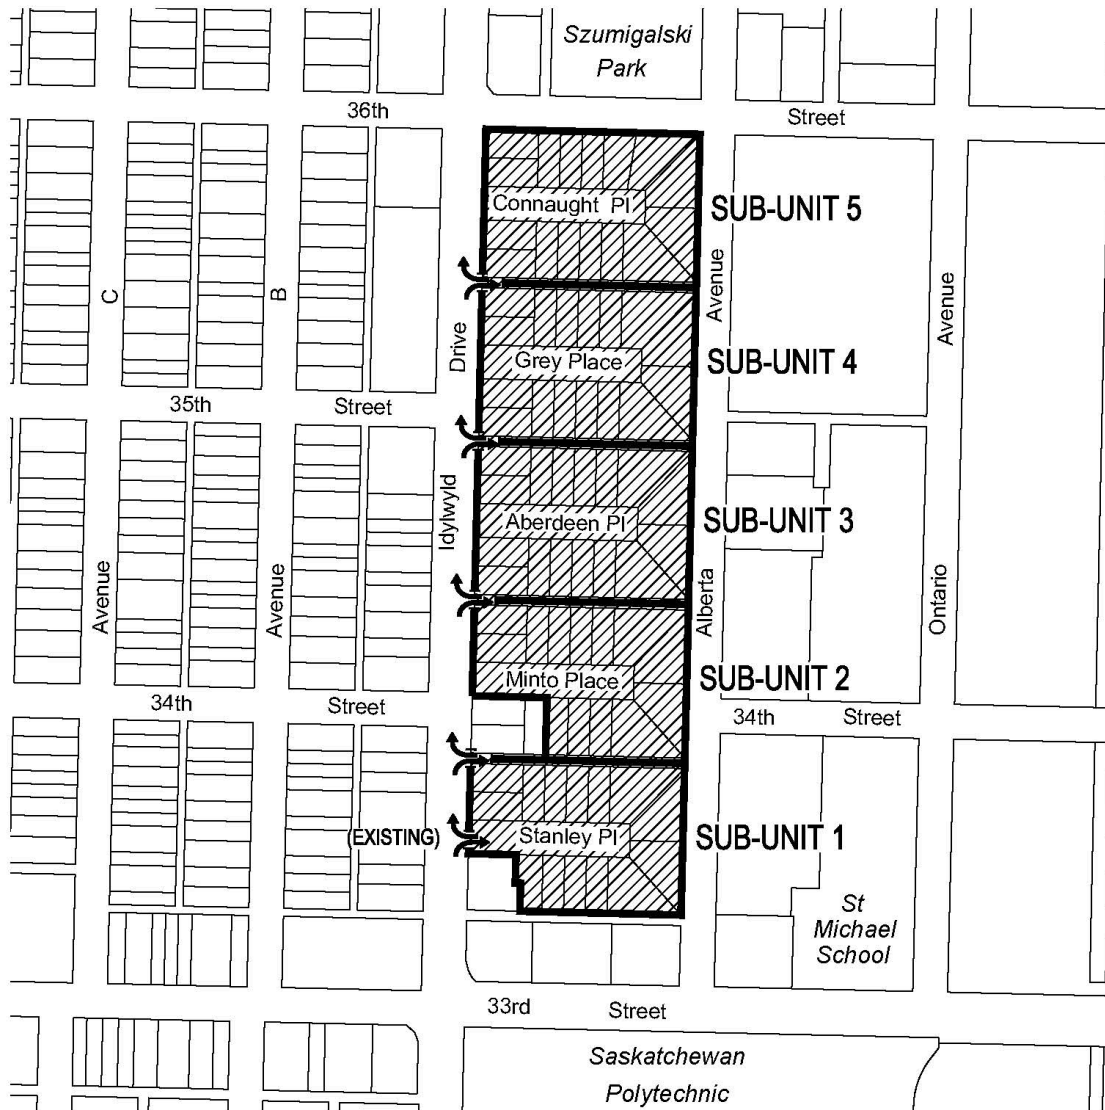 Szumigalski
Park
36th
Street
Connaught Pl
SUB-UNIT 5
C
B
Avenue
Avenue
Drive
Grey Place
SUB-UNIT 4
35th
Street
Idylwyld
Aberdeen Pl
SUB-UNIT 3
Avenue
Avenue
Alberta
Ontario
Minto Place
SUB-UNIT 2
34th
Street
34th
Street
(EXISTING)
Stanley Pl
SUB-UNIT 1
St
Michael
School
33rd
Street
Saskatchewan
Polytechnic